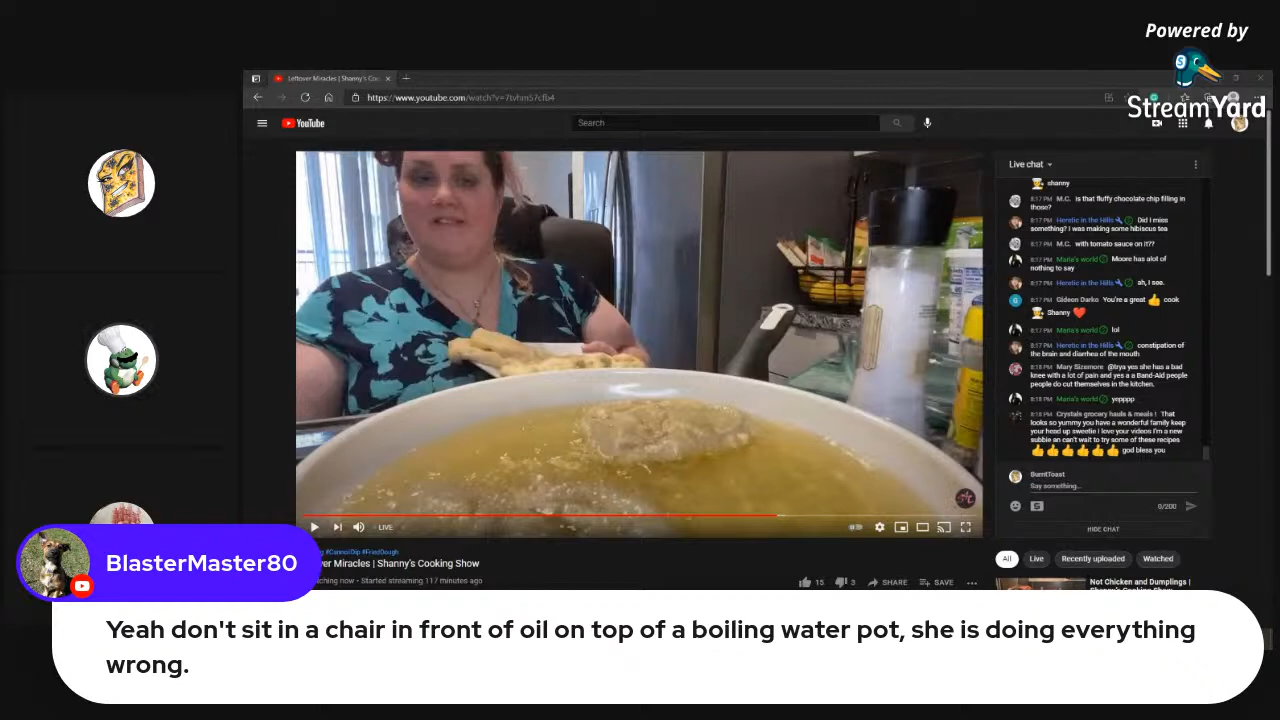 Powered by
StreamYard
Leftover Miracles | Shanny's Coo
https://www.youtube.com/watch?v=7tvhm57cfb4
YouTube
Search
Live chat
shanny
8:17 PM M.C. is that fluffy chocolate chip filling in
those?
8:17 PM Heretic in the Hills Did I miss
something? I was making some hibiscus tea
8:17 PM M.C. with tomato sauce on it??
8:17 PM Maria's world Moore has alot of
nothing to say
8:17 PM Heretic in the Hills ah, I see.
G 8:17 PM Gideon Darko You're a great cook
Shanny
8:17 PM Maria's world lol
8:17 PM Heretic in the Hills constipation of
the brain and diarrhea of the mouth
8:18 PM Mary Sizemore @trya yes she has a bad
knee with a lot of pain and yes a a Band-Aid people
people do cut themselves in the kitchen.
8:18 PM Maria's world yepppp
8:18 PM Crystals grocery hauls & meals ! That
looks so yummy you have a wonderful family keep
your head up sweetie I love your videos I'm a new
subbie an can't wait to try some of these recipes
god bless you
BurntToast
Say something...
0/200
HIDE CHAT
LIVE
#CannoliDip #FriedDough
ver Miracles | Shanny's Cooking Show
ching now • Started streaming 117 minutes ago
15
3
SHARE
SAVE
All
Live
Recently uploaded
Watched
Not Chicken and Dumplings |
Shanny's Cooking Show
BlasterMaster80
Yeah don't sit in a chair in front of oil on top of a boiling water pot, she is doing everything
wrong.